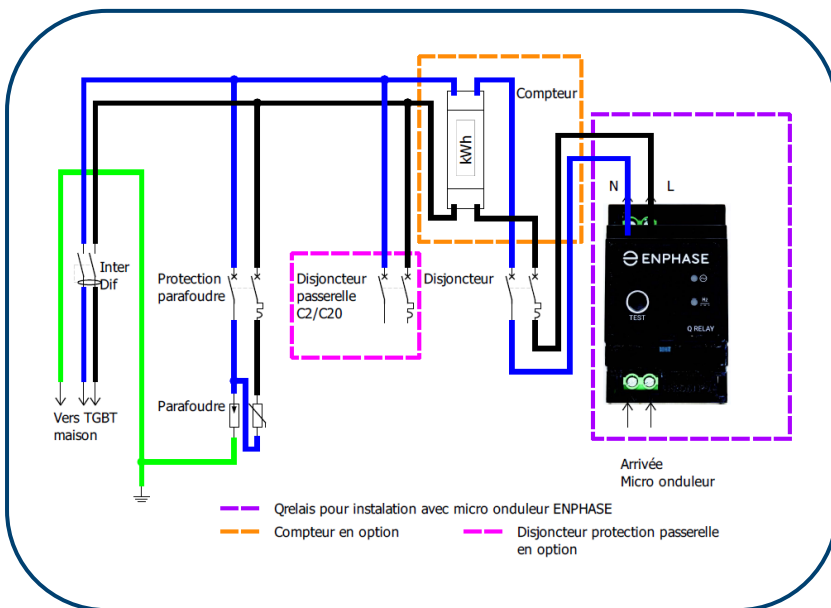 Compteur
kWh
N L
Inter
Dif
Protection
parafoudre
Disjoncteur
passerelle
C2/C20
Disjoncteur
ENPHASE
TEST
Q RELAY
Parafoudre
Vers TGBT
maison
Arrivée
Micro onduleur
Qrelais pour instalation avec micro onduleur ENPHASE
Compteur en option
Disjoncteur protection passerelle
en option